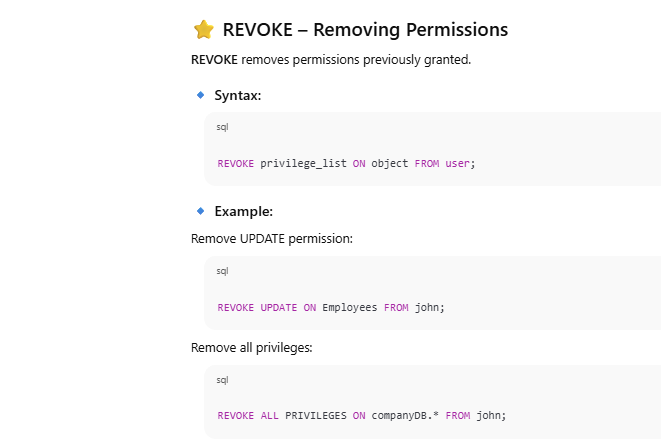 ⭐ REVOKE – Removing Permissions
REVOKE removes permissions previously granted.
🔹 Syntax:
sql
REVOKE privilege_list ON object FROM user;
🔹 Example:
Remove UPDATE permission:
sql
REVOKE UPDATE ON Employees FROM john;
Remove all privileges:
sql
REVOKE ALL PRIVILEGES ON companyDB.* FROM john;